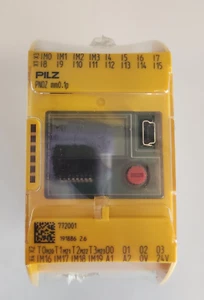 IM0 IM1 IM2 IM3 I4 I5 I6 I7
I8 I9 I10 I11 I12 I13 I14 I15
PILZ
PNOZ mm0.1p
772001
T0 T1 T2 T3 O0 O1 O2 O3
IM16 IM17 IM18 IM19 A1 A2 0V 24V